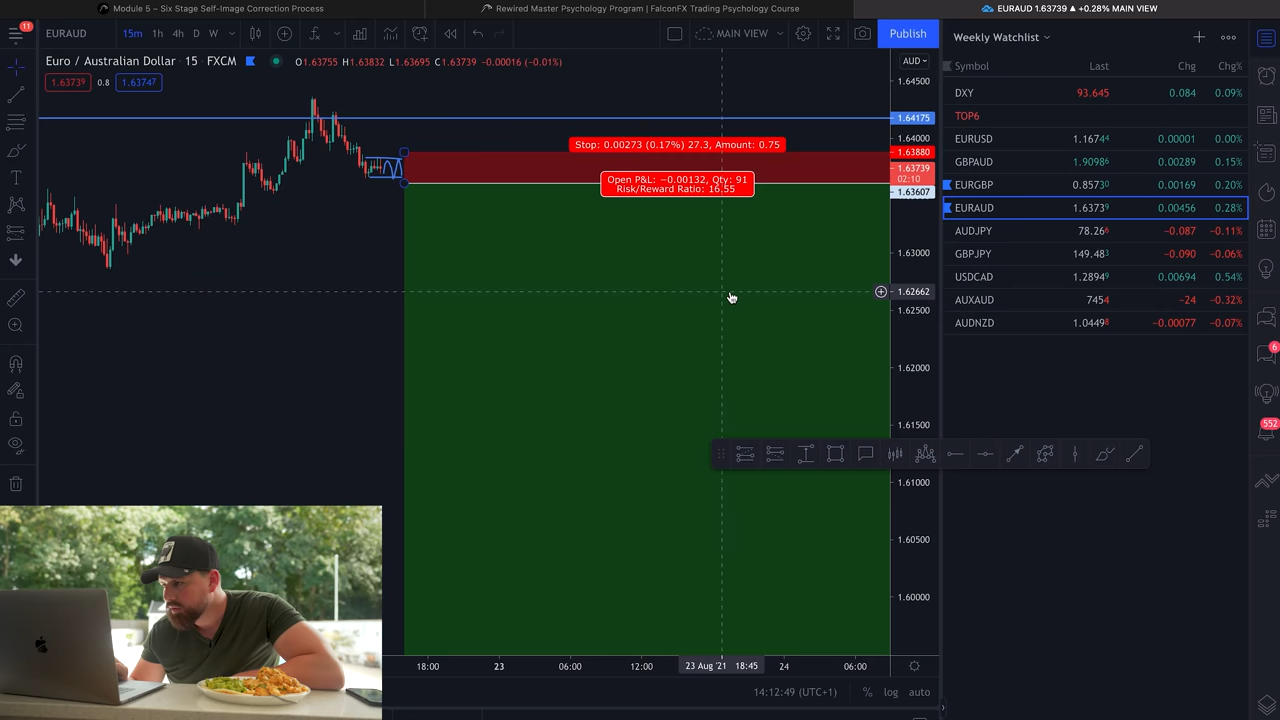 Module 5 – Six Stage Self-Image Correction Process
Rewired Master Psychology Program | FalconFX Trading Psychology Course
EURAUD 1.63739 ▲ +0.28% MAIN VIEW
11
EURAUD
15m 1h 4h D W
MAIN VIEW
Publish
Weekly Watchlist
Euro / Australian Dollar · 15 · FXCM
O1.63755 H1.63832 L1.63695 C1.63739 −0.00016 (−0.01%)
AUD
1.63739 0.8 1.63747
Symbol Last Chg Chg%
DXY 93.645 0.084 0.09%
TOP6
EURUSD 1.16744 0.00001 0.00%
GBPAUD 1.90986 0.00289 0.15%
EURGBP 0.85730 0.00169 0.20%
EURAUD 1.63739 0.00456 0.28%
AUDJPY 78.266 −0.087 −0.11%
GBPJPY 149.483 −0.090 −0.06%
USDCAD 1.28949 0.00694 0.54%
AUXAUD 7454 −24 −0.32%
AUDNZD 1.04498 −0.00077 −0.07%
1.64500
1.64175
1.64000
1.63880
1.63739
02:10
1.63607
1.63000
1.62662
1.62500
1.62000
1.61500
1.61000
1.60500
1.60000
Stop: 0.00273 (0.17%) 27.3, Amount: 0.75
Open P&L: −0.00132, Qty: 91
Risk/Reward Ratio: 16.55
6
552
18:00 23 06:00 12:00 23 Aug '21 18:45 24 06:00
14:12:49 (UTC+1) % log auto